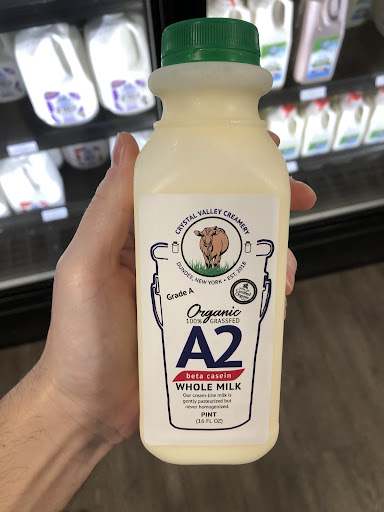 CRYSTAL VALLEY CREAMERY
DUNDEE, NEW YORK • EST. 2018
Grade A
Organic
100% GRASSFED
A2
beta casein
WHOLE MILK
Our cream-line milk is
gently pasteurized but
never homogenized.
PINT
(16 FL OZ)